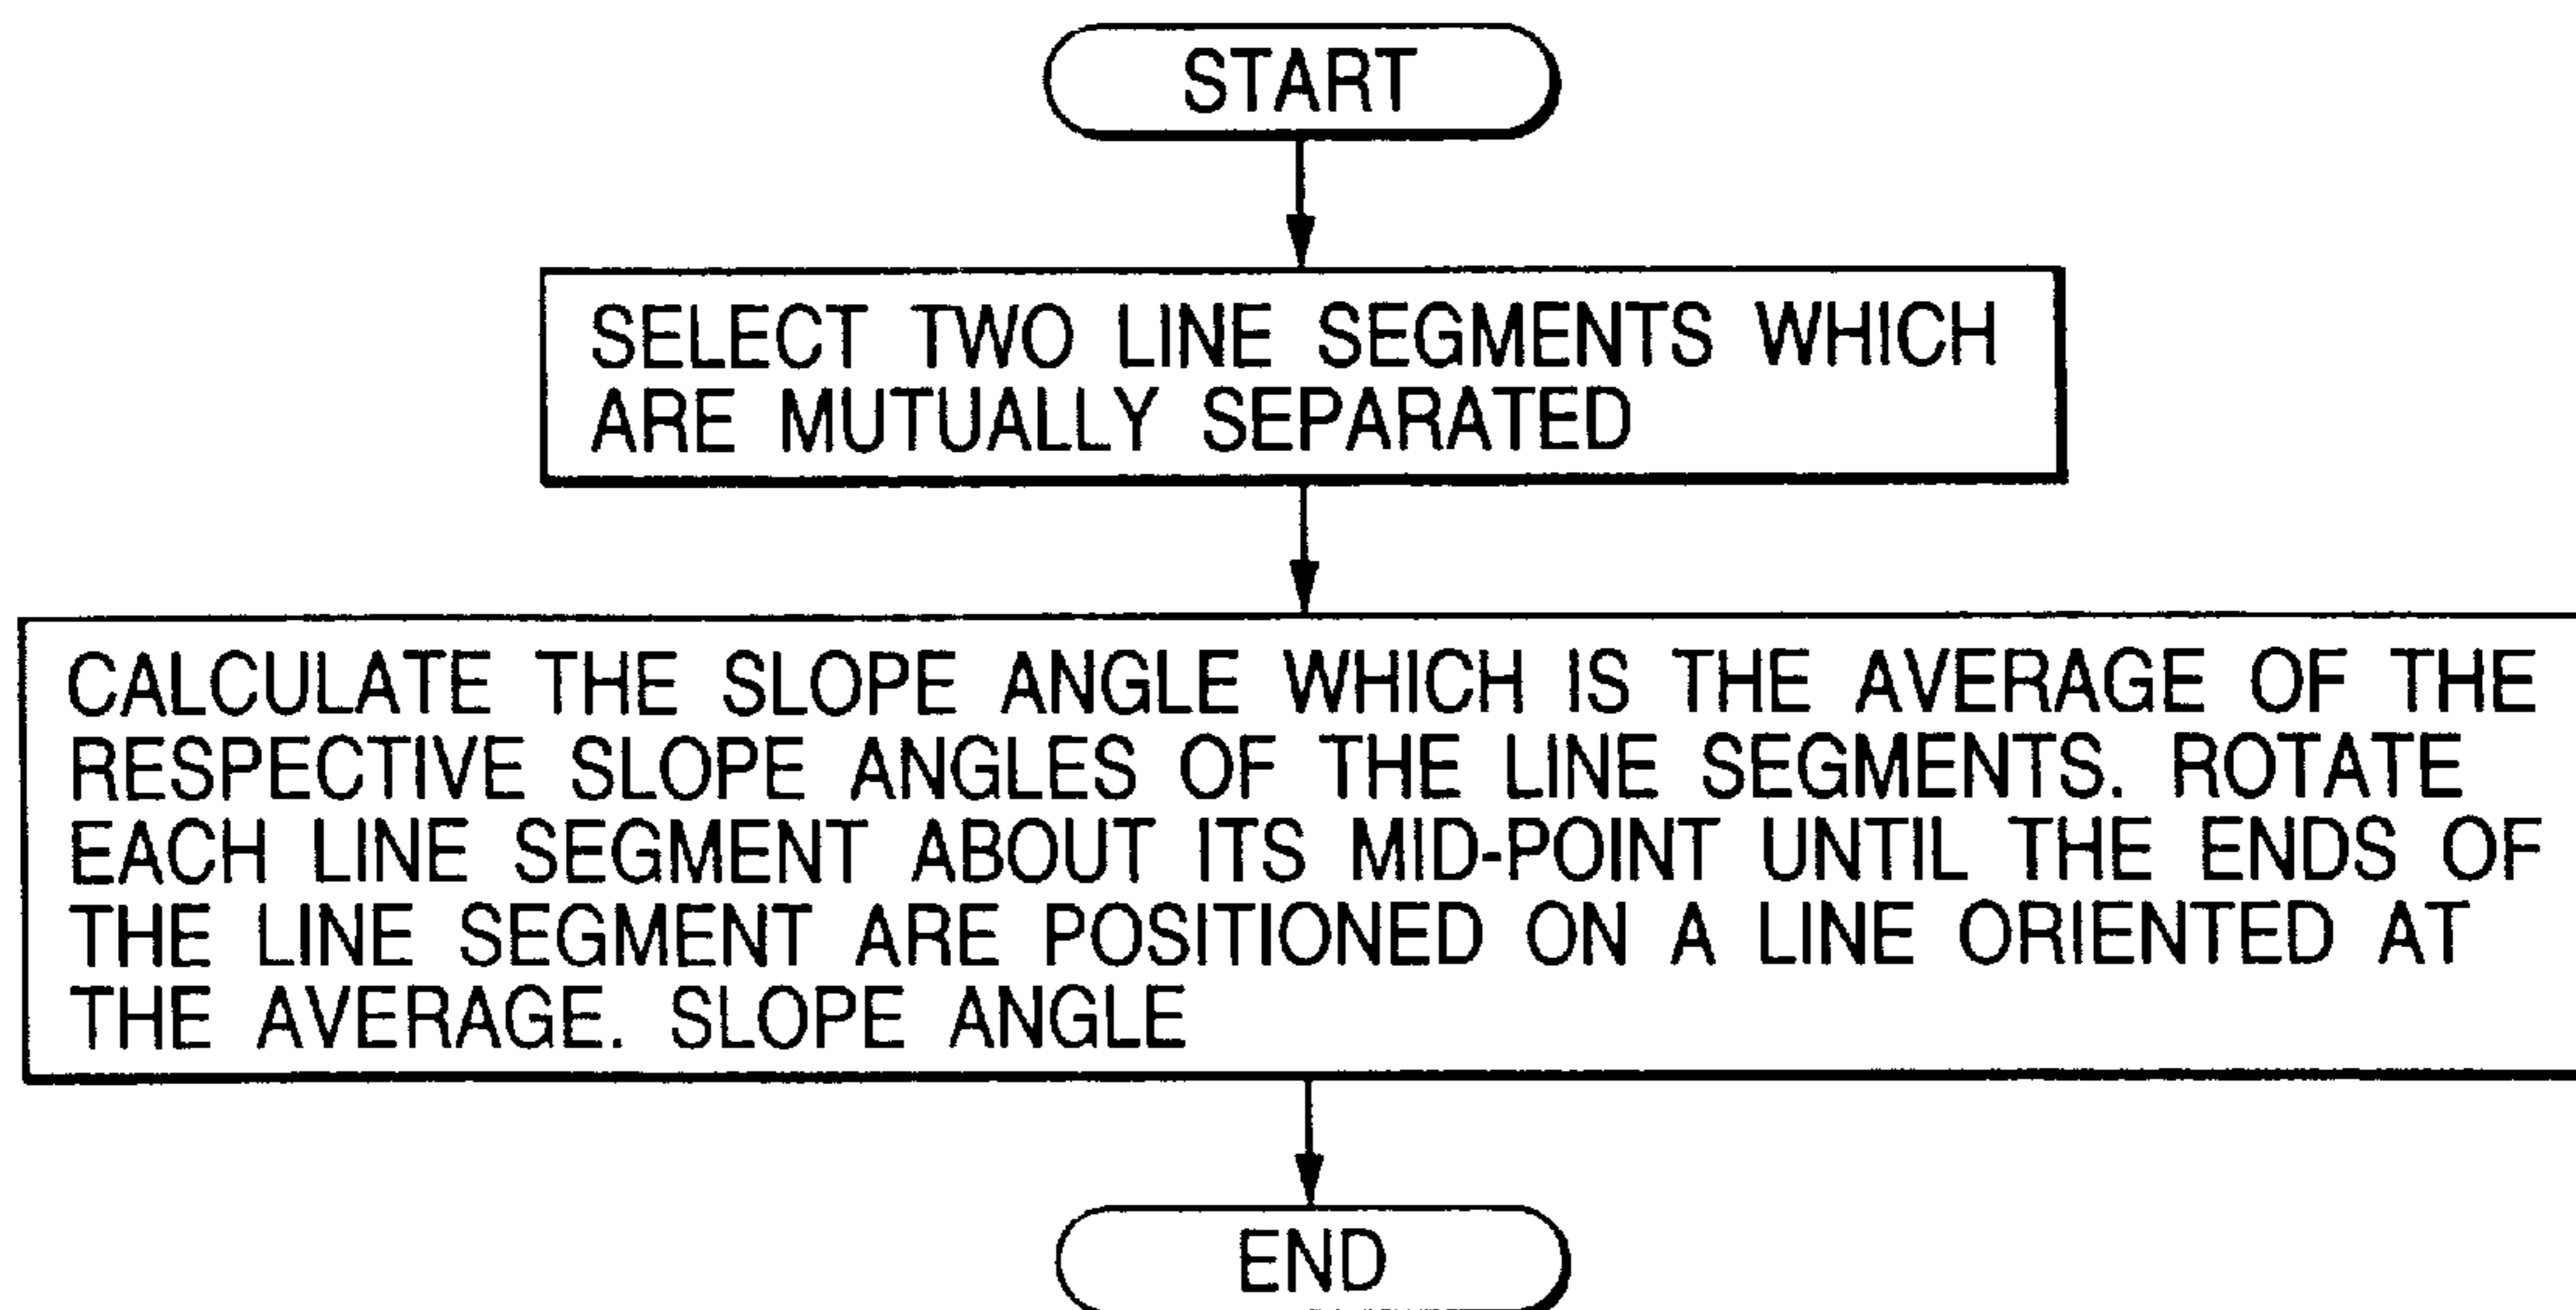 START
SELECT TWO LINE SEGMENTS WHICH
ARE MUTUALLY SEPARATED
CALCULATE THE SLOPE ANGLE WHICH IS THE AVERAGE OF THE
RESPECTIVE SLOPE ANGLES OF THE LINE SEGMENTS. ROTATE
EACH LINE SEGMENT ABOUT ITS MID-POINT UNTIL THE ENDS OF
THE LINE SEGMENT ARE POSITIONED ON A LINE ORIENTED AT
THE AVERAGE. SLOPE ANGLE
END